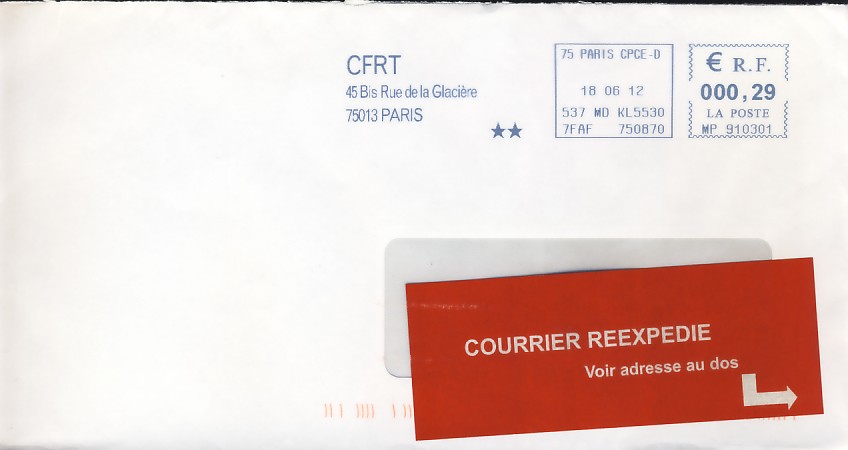 CFRT
45 Bis Rue de la Glacière
75013 PARIS
75 PARIS CPCE-D
18 06 12
537 MD KL5530
7FAF 750870
€ R.F.
000,29
LA POSTE
MP 910301
COURRIER REEXPEDIE
Voir adresse au dos